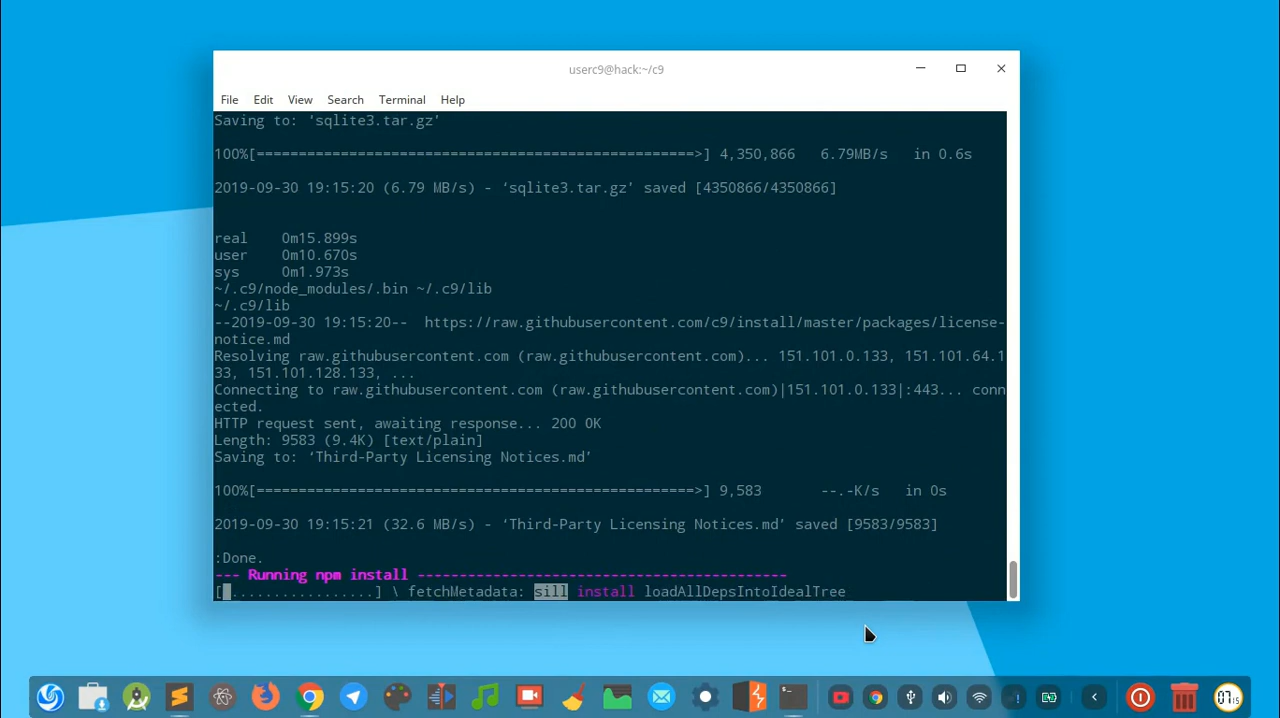 userc9@hack:~/c9
File Edit View Search Terminal Help
Saving to: ‘sqlite3.tar.gz’
100%[====================================================>] 4,350,866 6.79MB/s in 0.6s
2019-09-30 19:15:20 (6.79 MB/s) - ‘sqlite3.tar.gz’ saved [4350866/4350866]
real 0m15.899s
user 0m10.670s
sys 0m1.973s
~/.c9/node_modules/.bin ~/.c9/lib
~/.c9/lib
--2019-09-30 19:15:20-- https://raw.githubusercontent.com/c9/install/master/packages/license-
notice.md
Resolving raw.githubusercontent.com (raw.githubusercontent.com)... 151.101.0.133, 151.101.64.1
33, 151.101.128.133, ...
Connecting to raw.githubusercontent.com (raw.githubusercontent.com)|151.101.0.133|:443... conn
ected.
HTTP request sent, awaiting response... 200 OK
Length: 9583 (9.4K) [text/plain]
Saving to: ‘Third-Party Licensing Notices.md’
100%[====================================================>] 9,583 --.-K/s in 0s
2019-09-30 19:15:21 (32.6 MB/s) - ‘Third-Party Licensing Notices.md’ saved [9583/9583]
:Done.
--- Running npm install --------------------------------------------
[ .................] \ fetchMetadata: sill install loadAllDepsIntoIdealTree